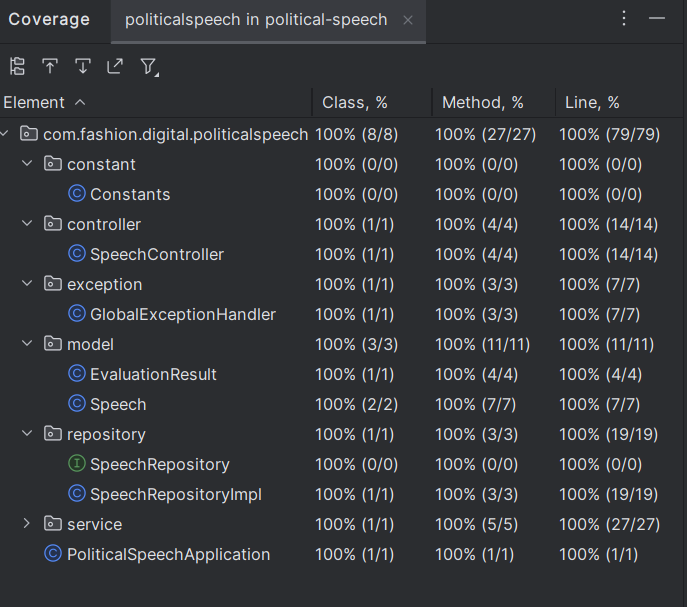 Coverage politicalspeech in political-speech
Element Class, % Method, % Line, %
com.fashion.digital.politicalspeech 100% (8/8) 100% (27/27) 100% (79/79)
constant 100% (0/0) 100% (0/0) 100% (0/0)
Constants 100% (0/0) 100% (0/0) 100% (0/0)
controller 100% (1/1) 100% (4/4) 100% (14/14)
SpeechController 100% (1/1) 100% (4/4) 100% (14/14)
exception 100% (1/1) 100% (3/3) 100% (7/7)
GlobalExceptionHandler 100% (1/1) 100% (3/3) 100% (7/7)
model 100% (3/3) 100% (11/11) 100% (11/11)
EvaluationResult 100% (1/1) 100% (4/4) 100% (4/4)
Speech 100% (2/2) 100% (7/7) 100% (7/7)
repository 100% (1/1) 100% (3/3) 100% (19/19)
SpeechRepository 100% (0/0) 100% (0/0) 100% (0/0)
SpeechRepositoryImpl 100% (1/1) 100% (3/3) 100% (19/19)
service 100% (1/1) 100% (5/5) 100% (27/27)
PoliticalSpeechApplication 100% (1/1) 100% (1/1) 100% (1/1)